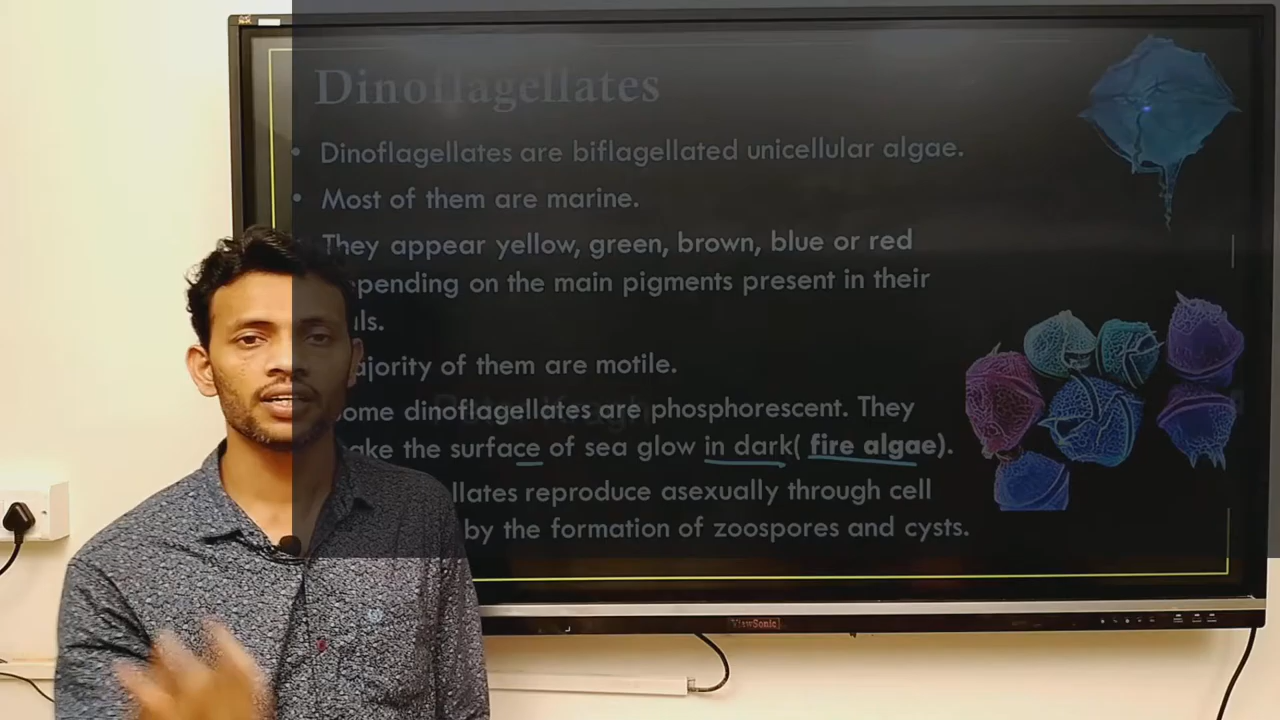 Dinoflagellates
• Dinoflagellates are biflagellated unicellular algae.
• Most of them are marine.
They appear yellow, green, brown, blue or red
epending on the main pigments present in their
ls.
ajority of them are motile.
ome dinoflagellates are phosphorescent. They
ake the surface of sea glow in dark( fire algae).
llates reproduce asexually through cell
by the formation of zoospores and cysts.
ViewSonic